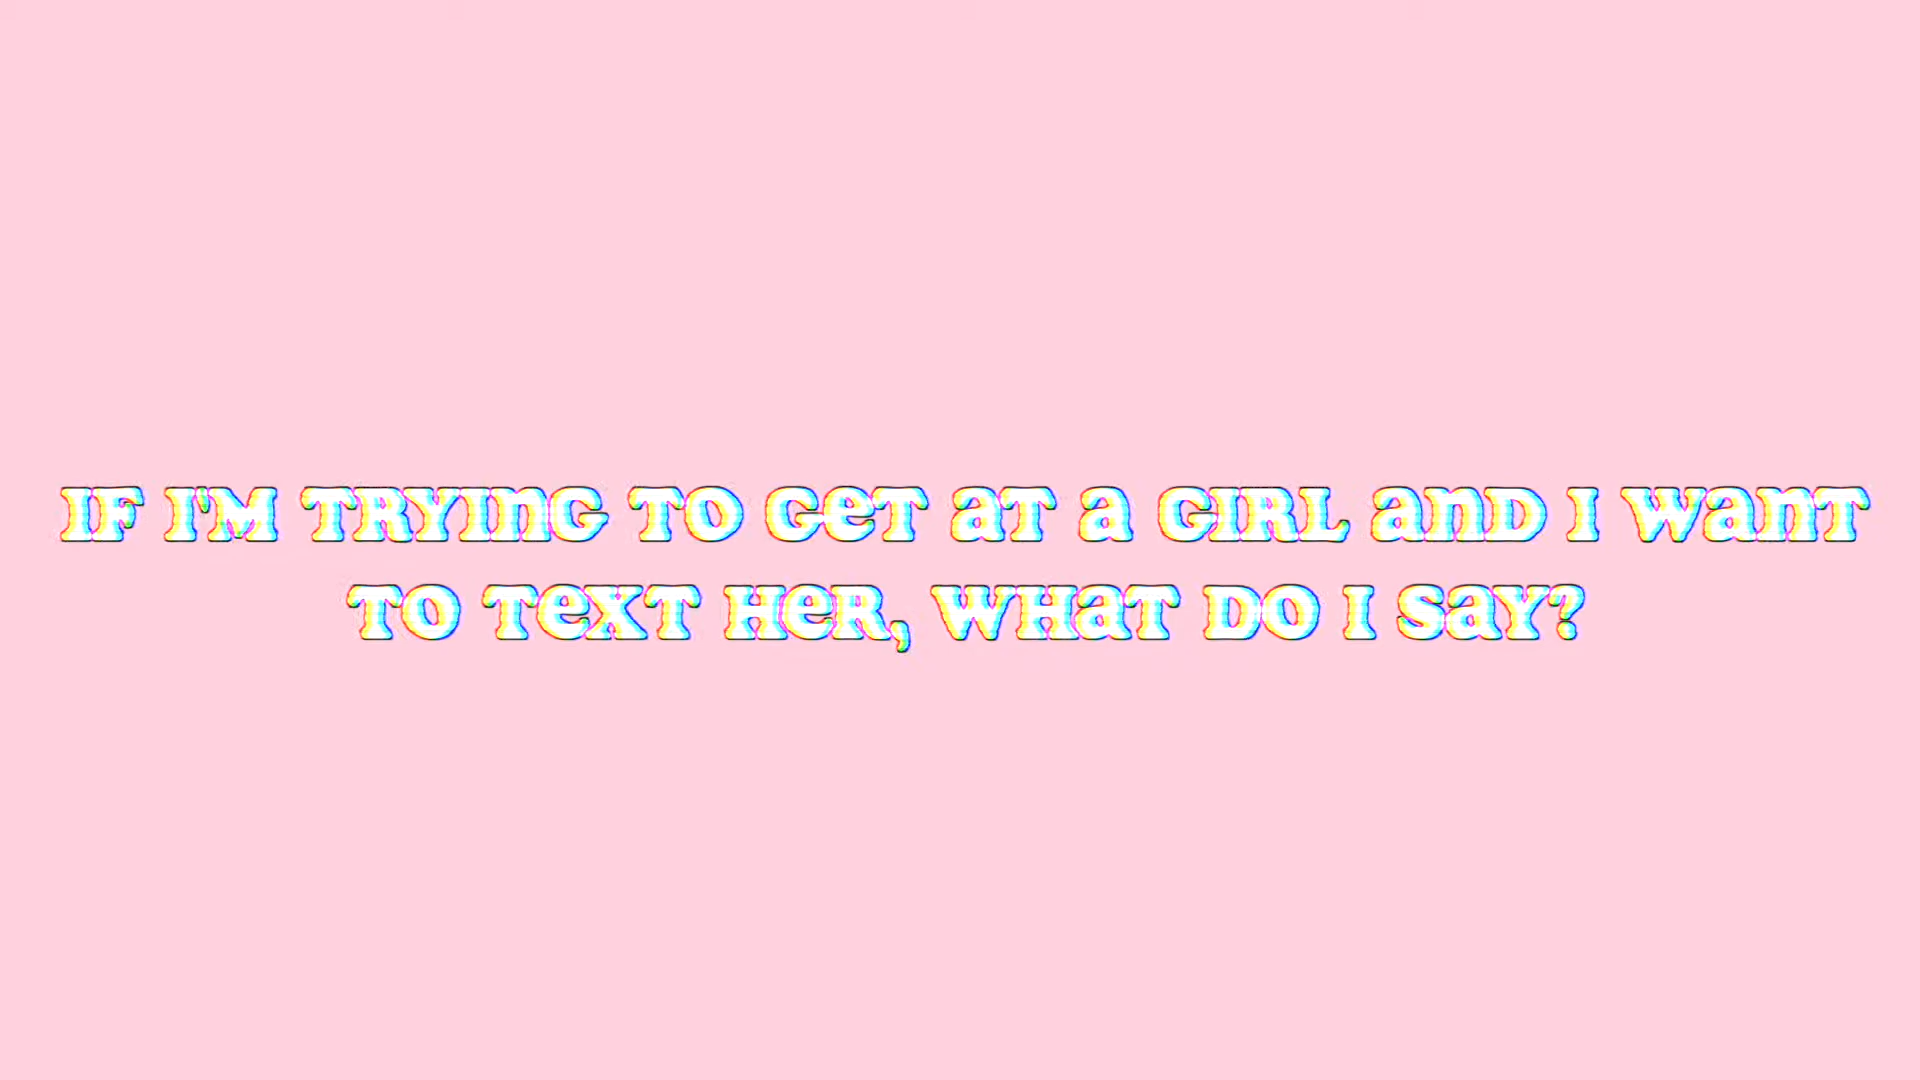 IF I'M TRYING TO GET AT A GIRL AND I WANT
TO TEXT HER, WHAT DO I SAY?